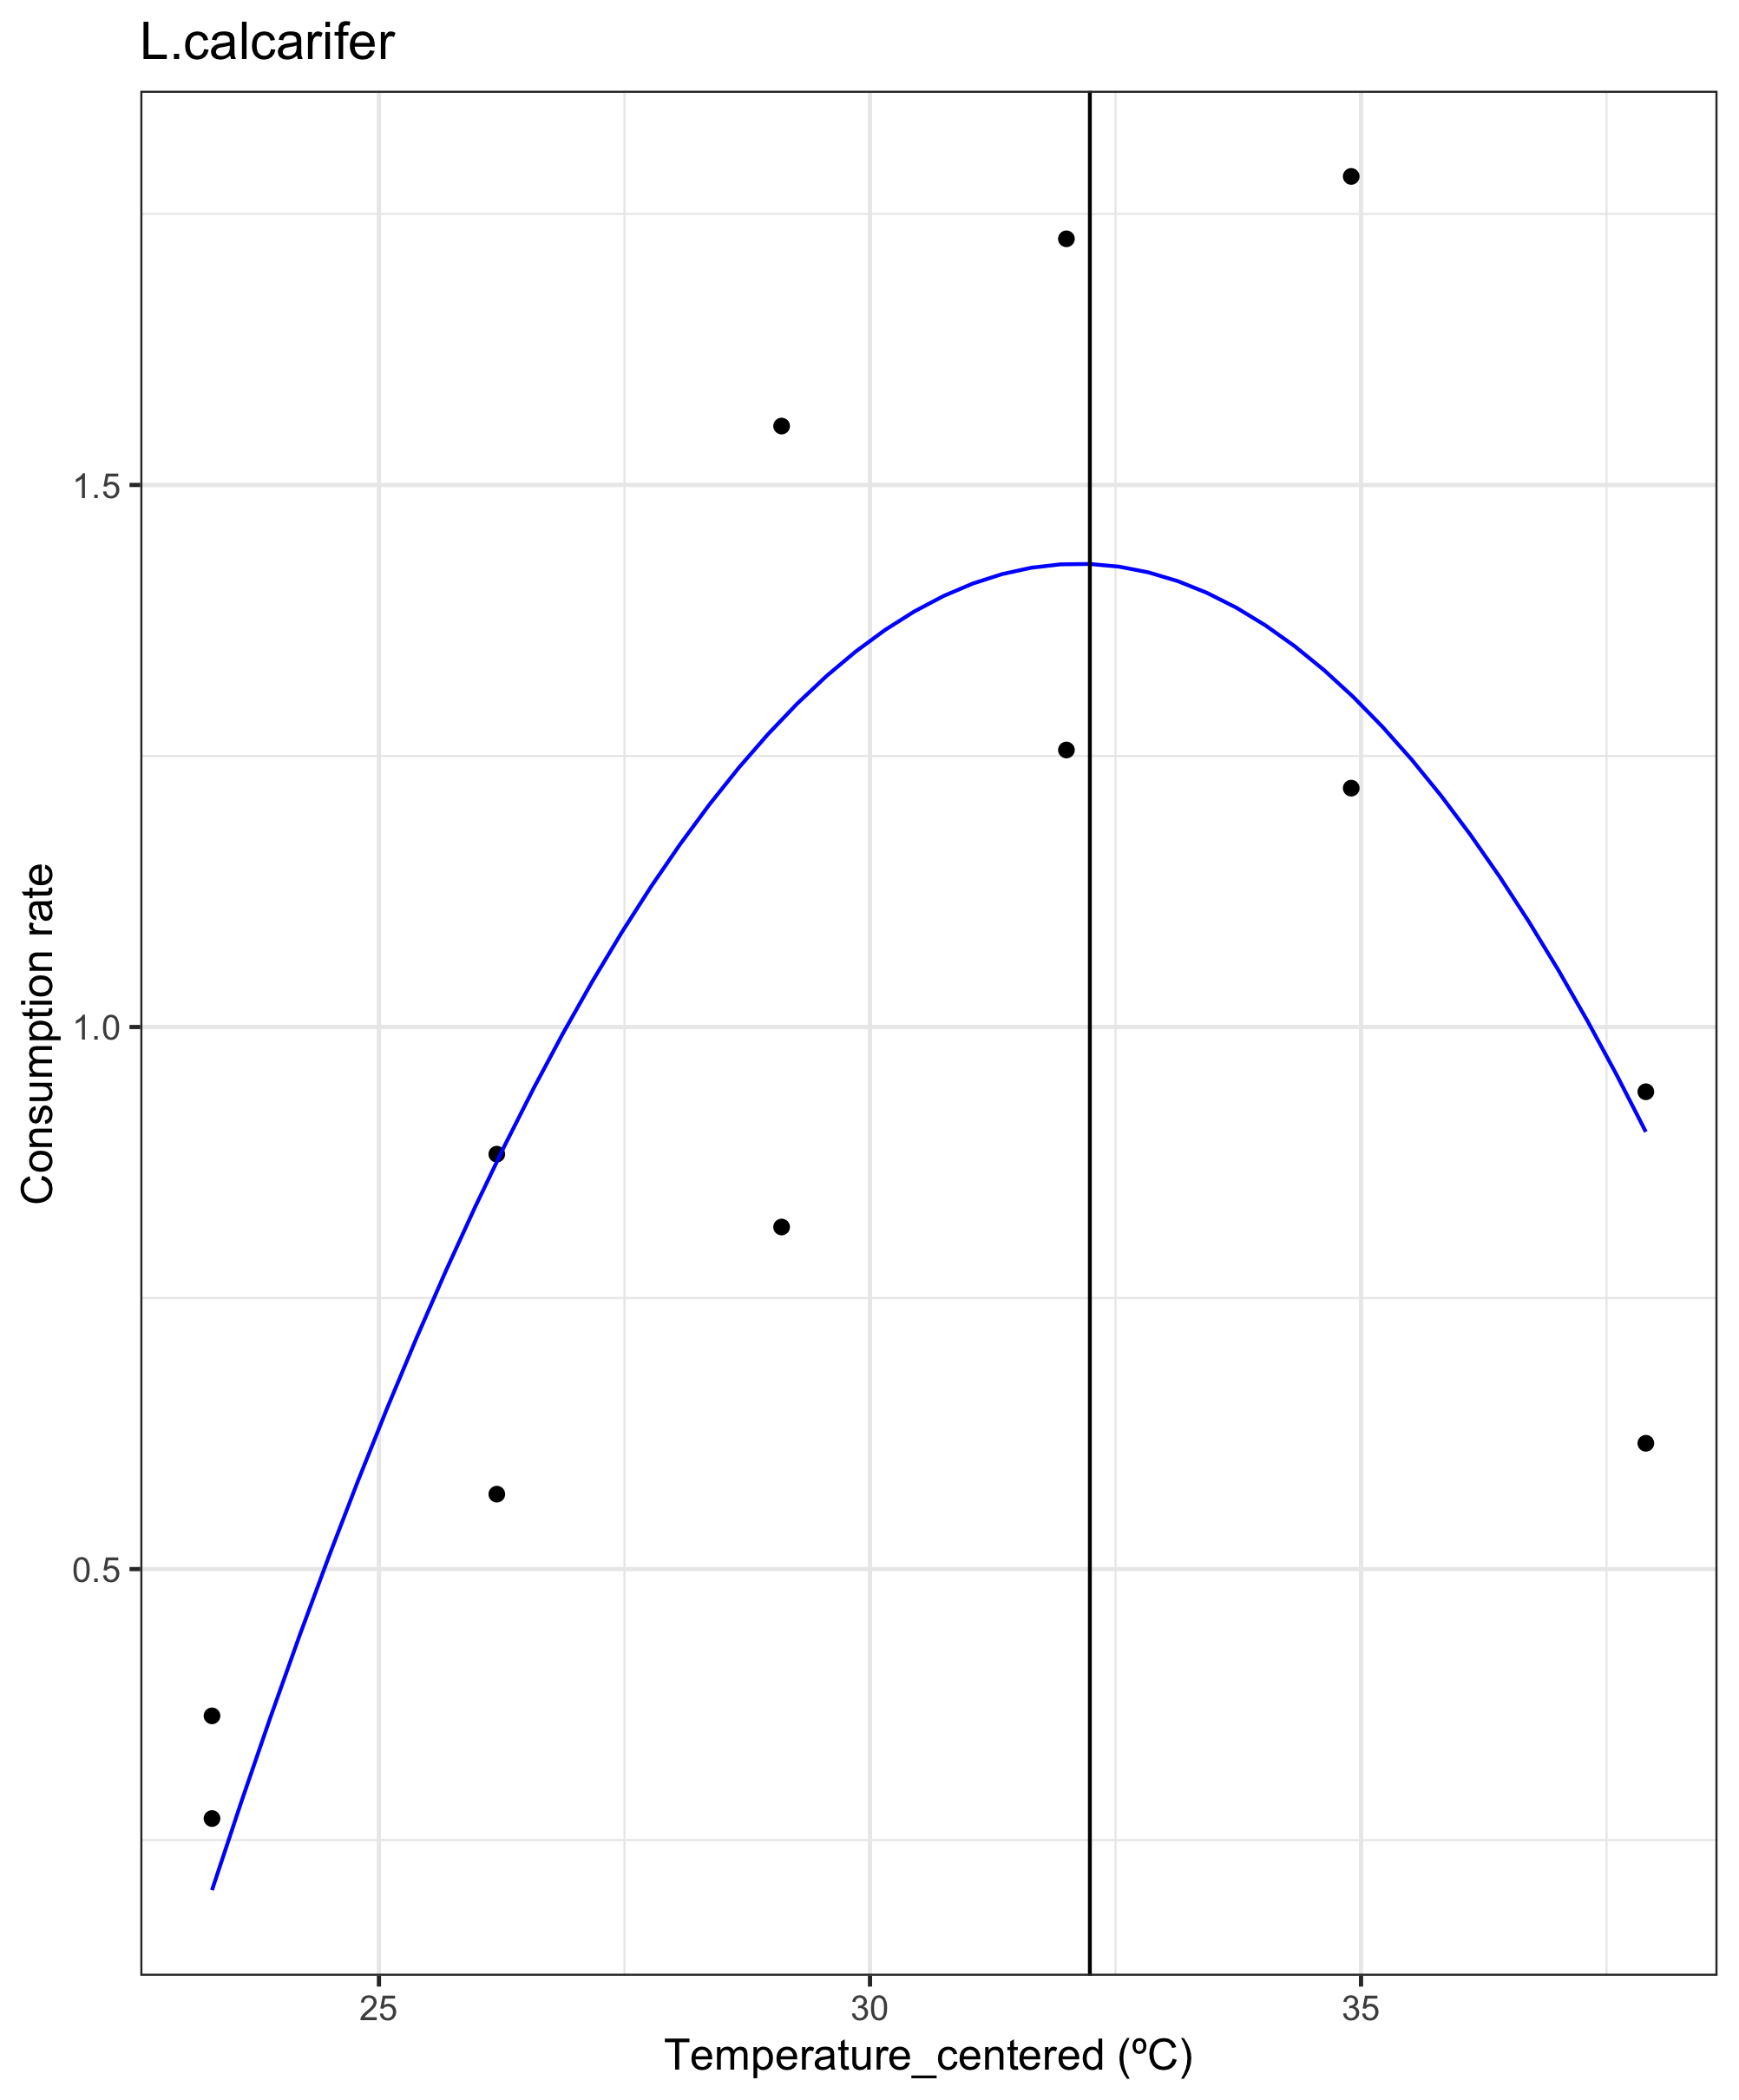 L.calcarifer
Consumption rate
1.5
1.0
0.5
25 30 35
Temperature_centered (ºC)